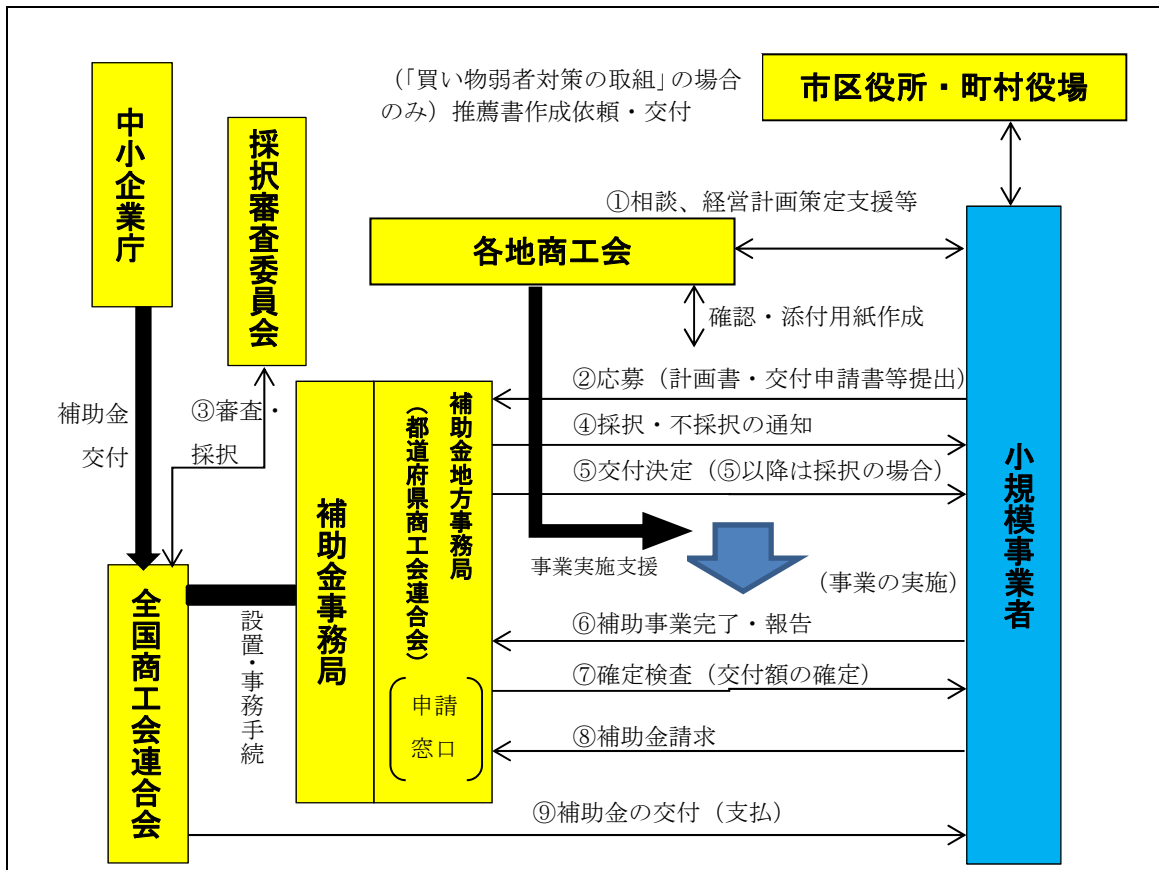 （「買い物弱者対策の取組」の場合
のみ）推薦書作成依頼・交付
市区役所・町村役場
中小企業庁
採択審査委員会
①相談、経営計画策定支援等
各地商工会
確認・添付用紙作成
補助金
交付
③審査・
採択
②応募（計画書・交付申請書等提出）
④採択・不採択の通知
⑤交付決定（⑤以降は採択の場合）
小規模事業者
補助金地方事務局
（都道府県商工会連合会）
補助金事務局
事業実施支援
（事業の実施）
全国商工会連合会
設置・事務手続
⑥補助事業完了・報告
⑦確定検査（交付額の確定）
申請
窓口
⑧補助金請求
⑨補助金の交付（支払）